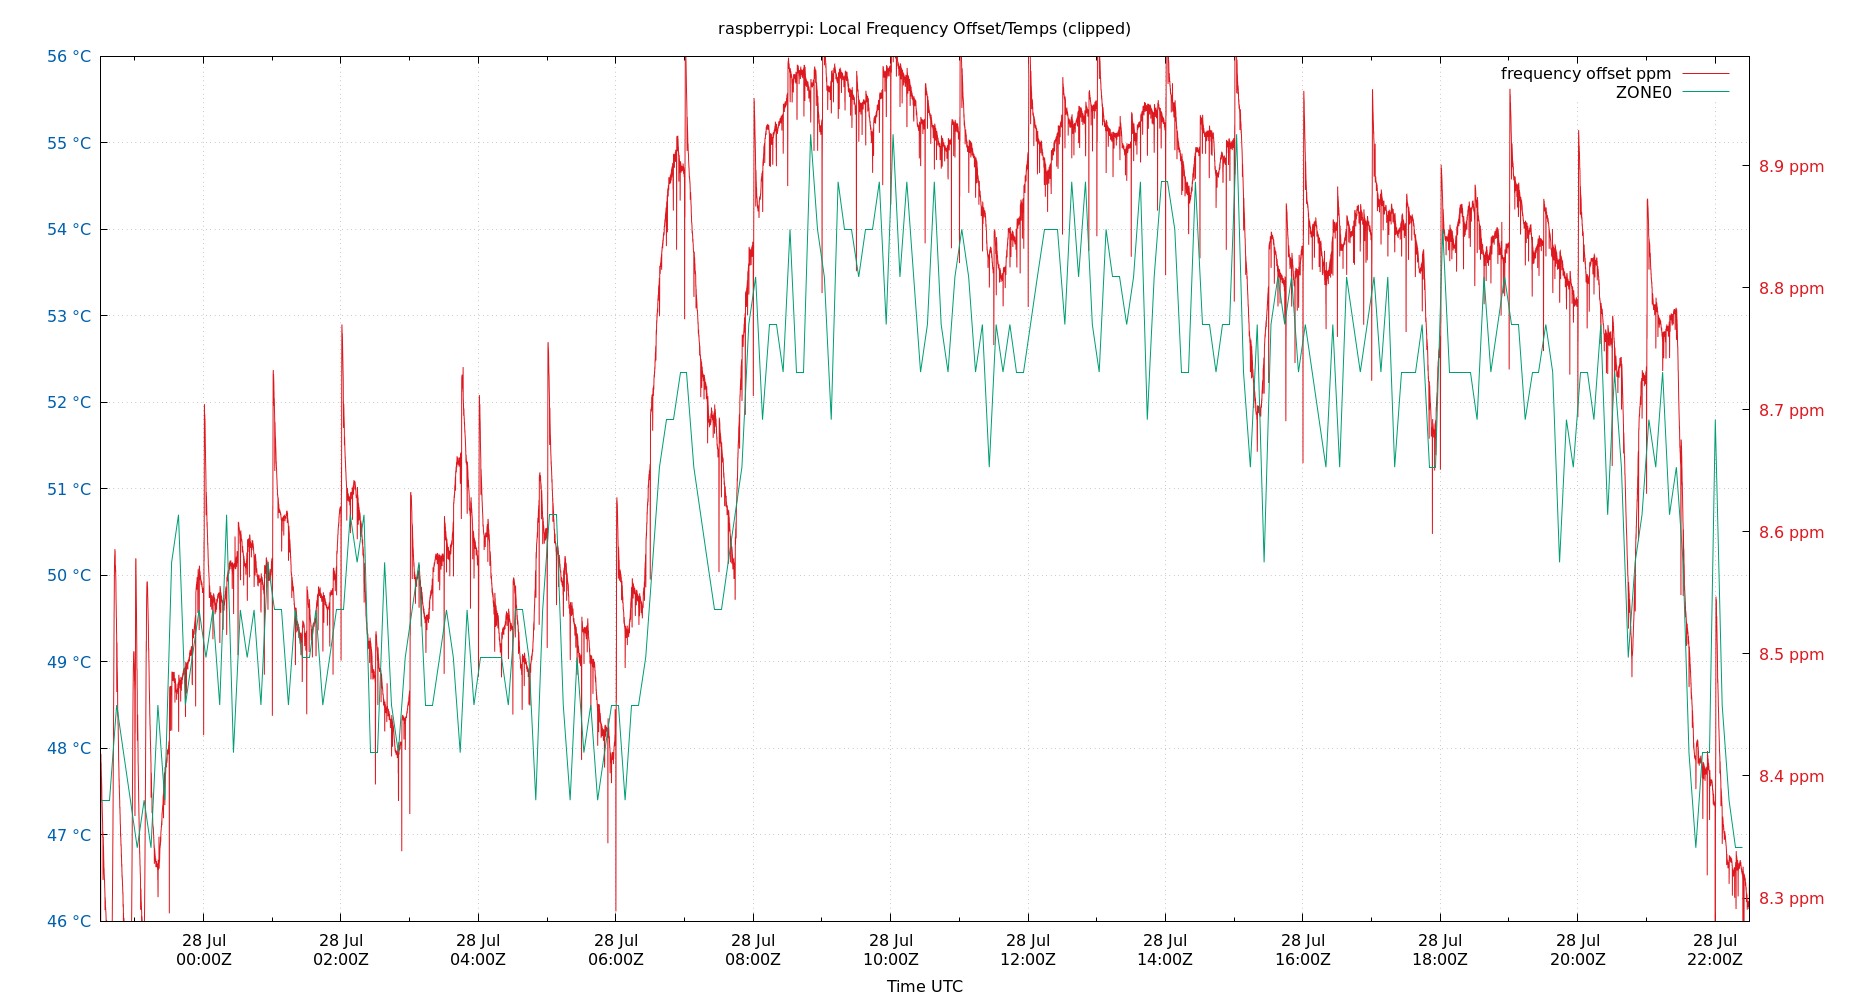 raspberrypi: Local Frequency Offset/Temps (clipped)
frequency offset ppm
ZONE0
56 °C
55 °C
54 °C
53 °C
52 °C
51 °C
50 °C
49 °C
48 °C
47 °C
46 °C
8.9 ppm
8.8 ppm
8.7 ppm
8.6 ppm
8.5 ppm
8.4 ppm
8.3 ppm
28 Jul 28 Jul 28 Jul 28 Jul 28 Jul 28 Jul 28 Jul 28 Jul 28 Jul 28 Jul 28 Jul 28 Jul
00:00Z 02:00Z 04:00Z 06:00Z 08:00Z 10:00Z 12:00Z 14:00Z 16:00Z 18:00Z 20:00Z 22:00Z
Time UTC